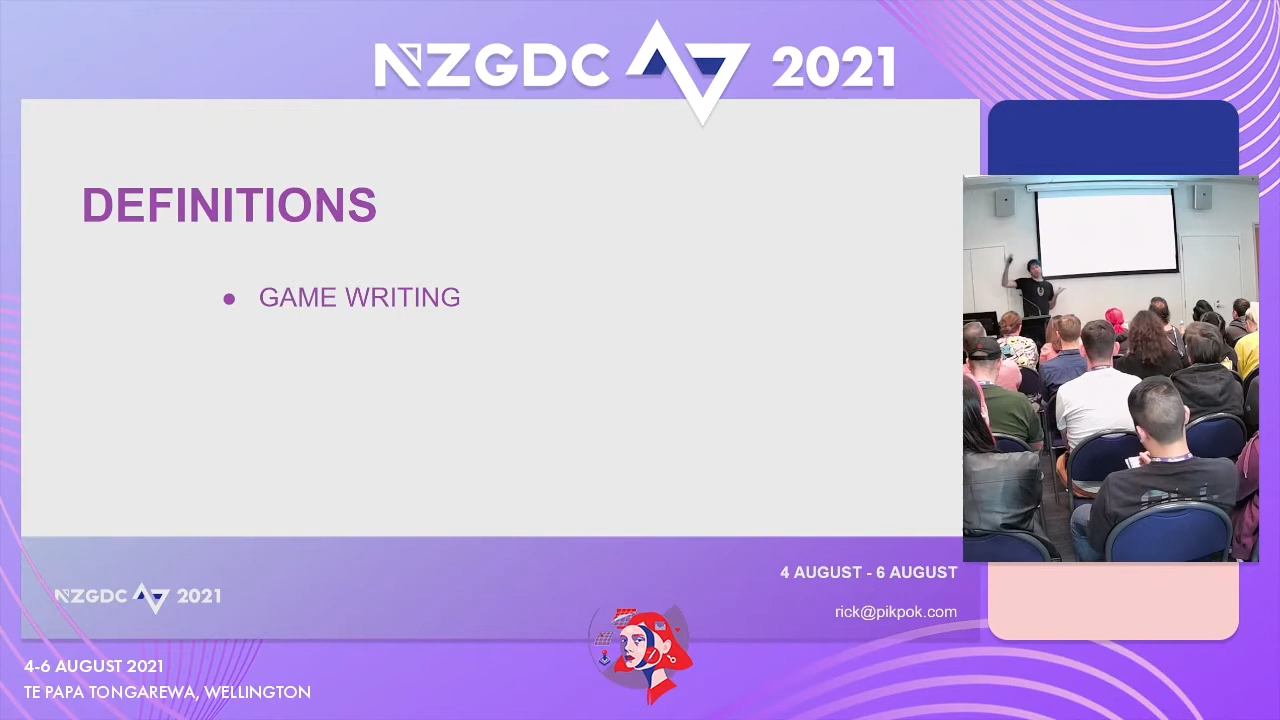 NZGDC 2021
DEFINITIONS
● GAME WRITING
4 AUGUST - 6 AUGUST
NZGDC 2021
rick@pikpok.com
4-6 AUGUST 2021
TE PAPA TONGAREWA, WELLINGTON